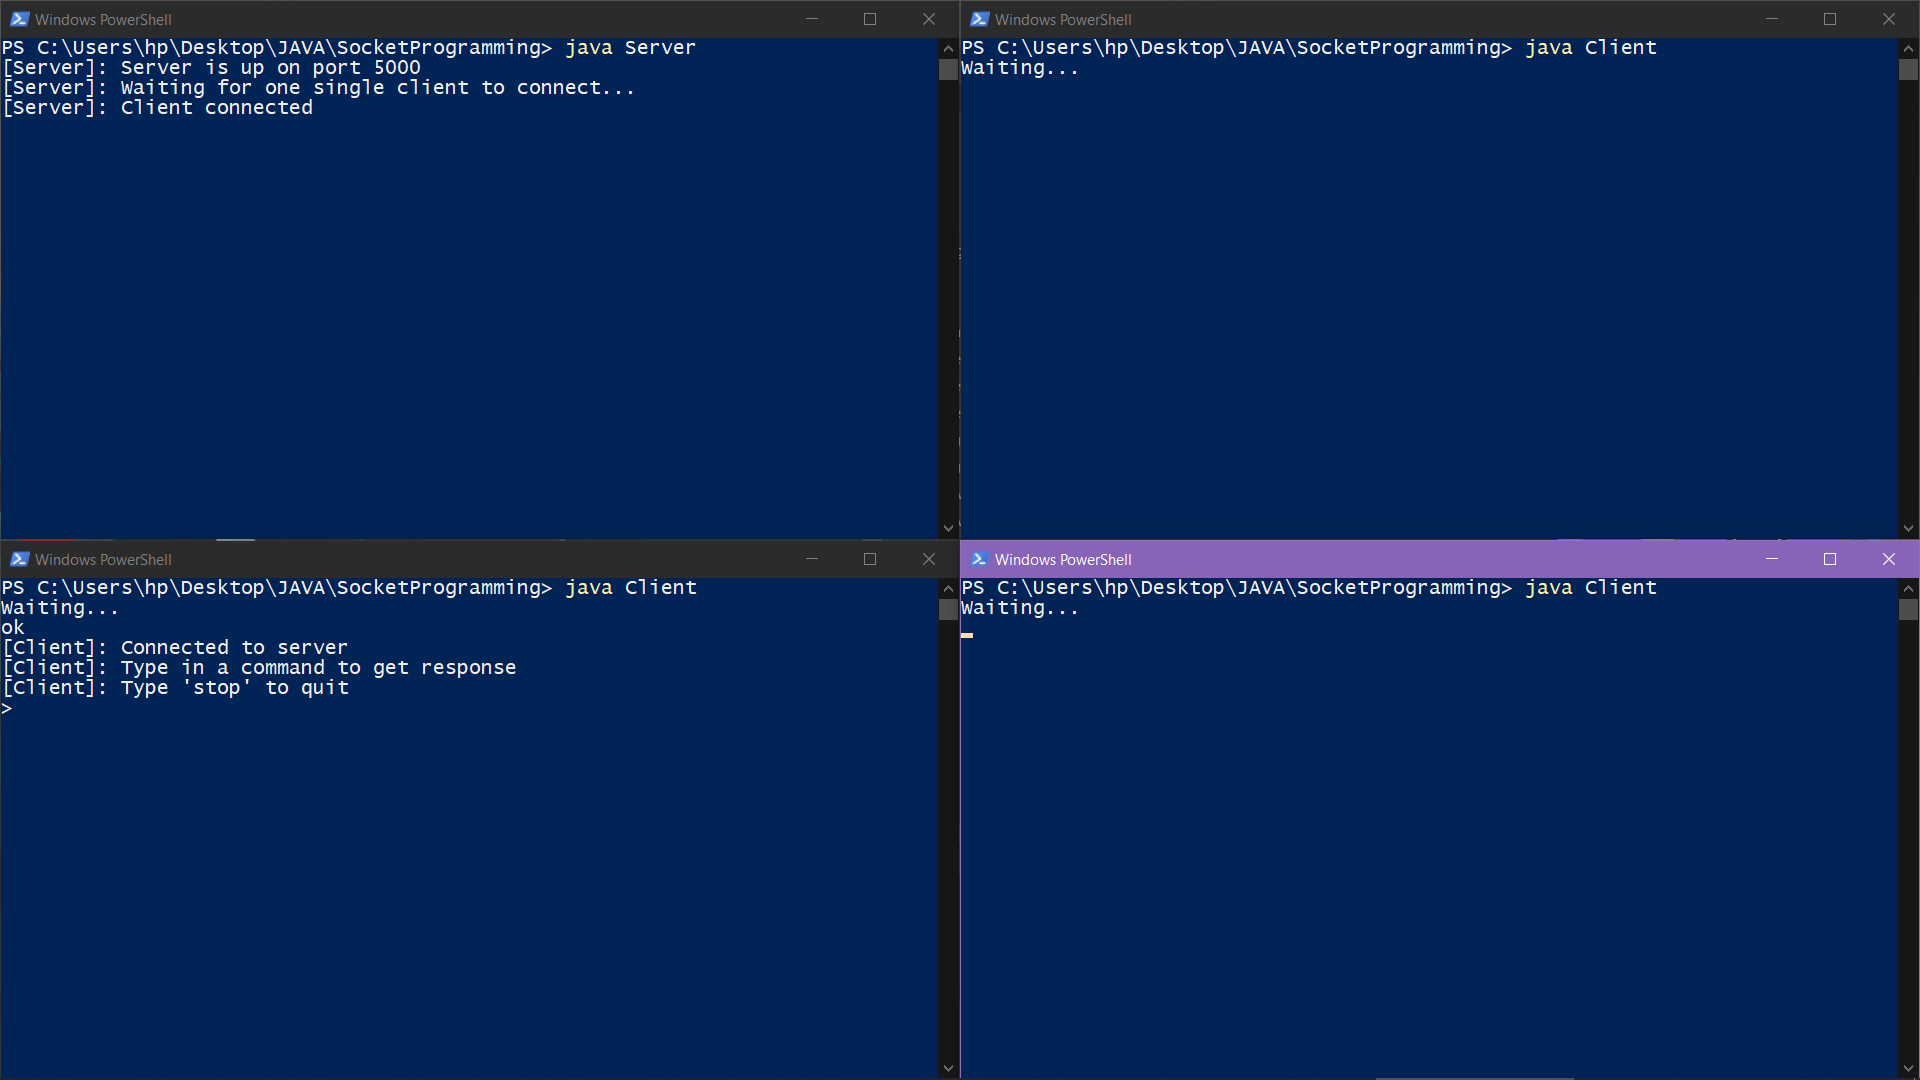 Windows PowerShell
PS C:\Users\hp\Desktop\JAVA\SocketProgramming> java Server
[Server]: Server is up on port 5000
[Server]: Waiting for one single client to connect...
[Server]: Client connected
Windows PowerShell
PS C:\Users\hp\Desktop\JAVA\SocketProgramming> java Client
Waiting...
Windows PowerShell
PS C:\Users\hp\Desktop\JAVA\SocketProgramming> java Client
Waiting...
ok
[Client]: Connected to server
[Client]: Type in a command to get response
[Client]: Type 'stop' to quit
>
Windows PowerShell
PS C:\Users\hp\Desktop\JAVA\SocketProgramming> java Client
Waiting...